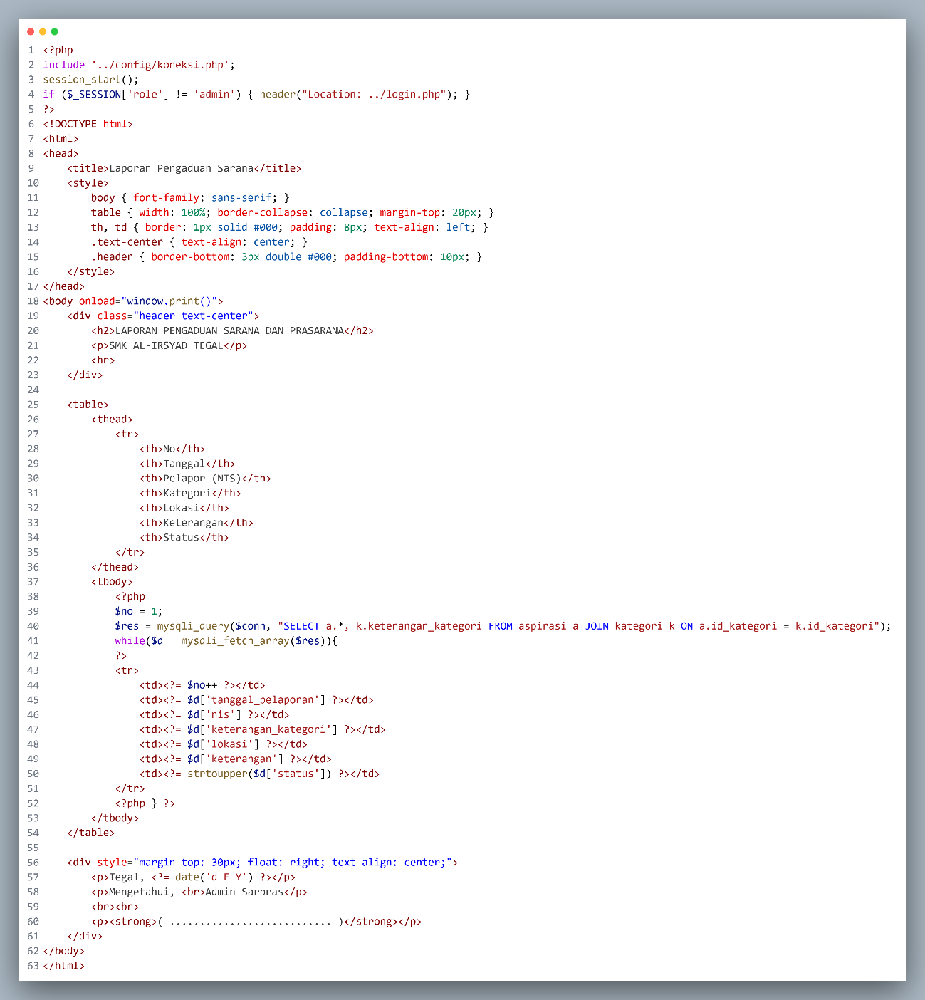 1 <?php
2 include '../config/koneksi.php';
3 session_start();
4 if ($_SESSION['role'] != 'admin') { header("Location: ../login.php"); }
5 ?>
6 <!DOCTYPE html>
7 <html>
8 <head>
9     <title>Laporan Pengaduan Sarana</title>
10     <style>
11         body { font-family: sans-serif; }
12         table { width: 100%; border-collapse: collapse; margin-top: 20px; }
13         th, td { border: 1px solid #000; padding: 8px; text-align: left; }
14         .text-center { text-align: center; }
15         .header { border-bottom: 3px double #000; padding-bottom: 10px; }
16     </style>
17 </head>
18 <body onload="window.print()">
19     <div class="header text-center">
20         <h2>LAPORAN PENGADUAN SARANA DAN PRASARANA</h2>
21         <p>SMK AL-IRSYAD TEGAL</p>
22         <hr>
23     </div>
24
25     <table>
26         <thead>
27             <tr>
28                 <th>No</th>
29                 <th>Tanggal</th>
30                 <th>Pelapor (NIS)</th>
31                 <th>Kategori</th>
32                 <th>Lokasi</th>
33                 <th>Keterangan</th>
34                 <th>Status</th>
35             </tr>
36         </thead>
37         <tbody>
38             <?php
39             $no = 1;
40             $res = mysqli_query($conn, "SELECT a.*, k.keterangan_kategori FROM aspirasi a JOIN kategori k ON a.id_kategori = k.id_kategori");
41             while($d = mysqli_fetch_array($res)){
42             ?>
43             <tr>
44                 <td><?= $no++ ?></td>
45                 <td><?= $d['tanggal_pelaporan'] ?></td>
46                 <td><?= $d['nis'] ?></td>
47                 <td><?= $d['keterangan_kategori'] ?></td>
48                 <td><?= $d['lokasi'] ?></td>
49                 <td><?= $d['keterangan'] ?></td>
50                 <td><?= strtoupper($d['status']) ?></td>
51             </tr>
52             <?php } ?>
53         </tbody>
54     </table>
55
56     <div style="margin-top: 30px; float: right; text-align: center;">
57         <p>Tegal, <?= date('d F Y') ?></p>
58         <p>Mengetahui, <br>Admin Sarpras</p>
59         <br><br>
60         <p><strong>( ........................... )</strong></p>
61     </div>
62 </body>
63 </html>